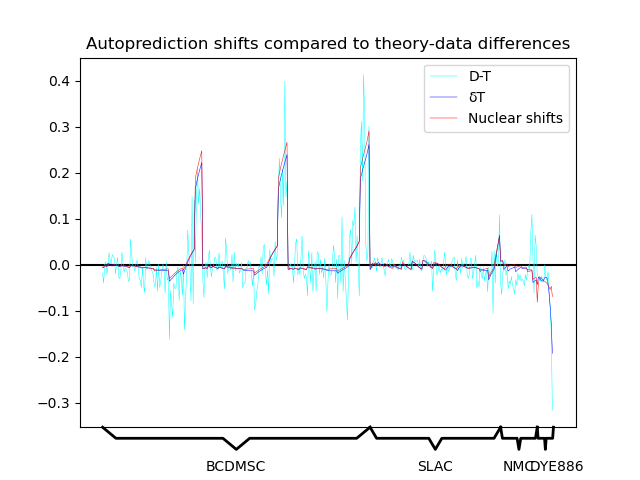 Autoprediction shifts compared to theory-data differences
D-T
δT
Nuclear shifts
0.4
0.3
0.2
0.1
0.0
−0.1
−0.2
−0.3
BCDMSC SLAC NMC DYE886